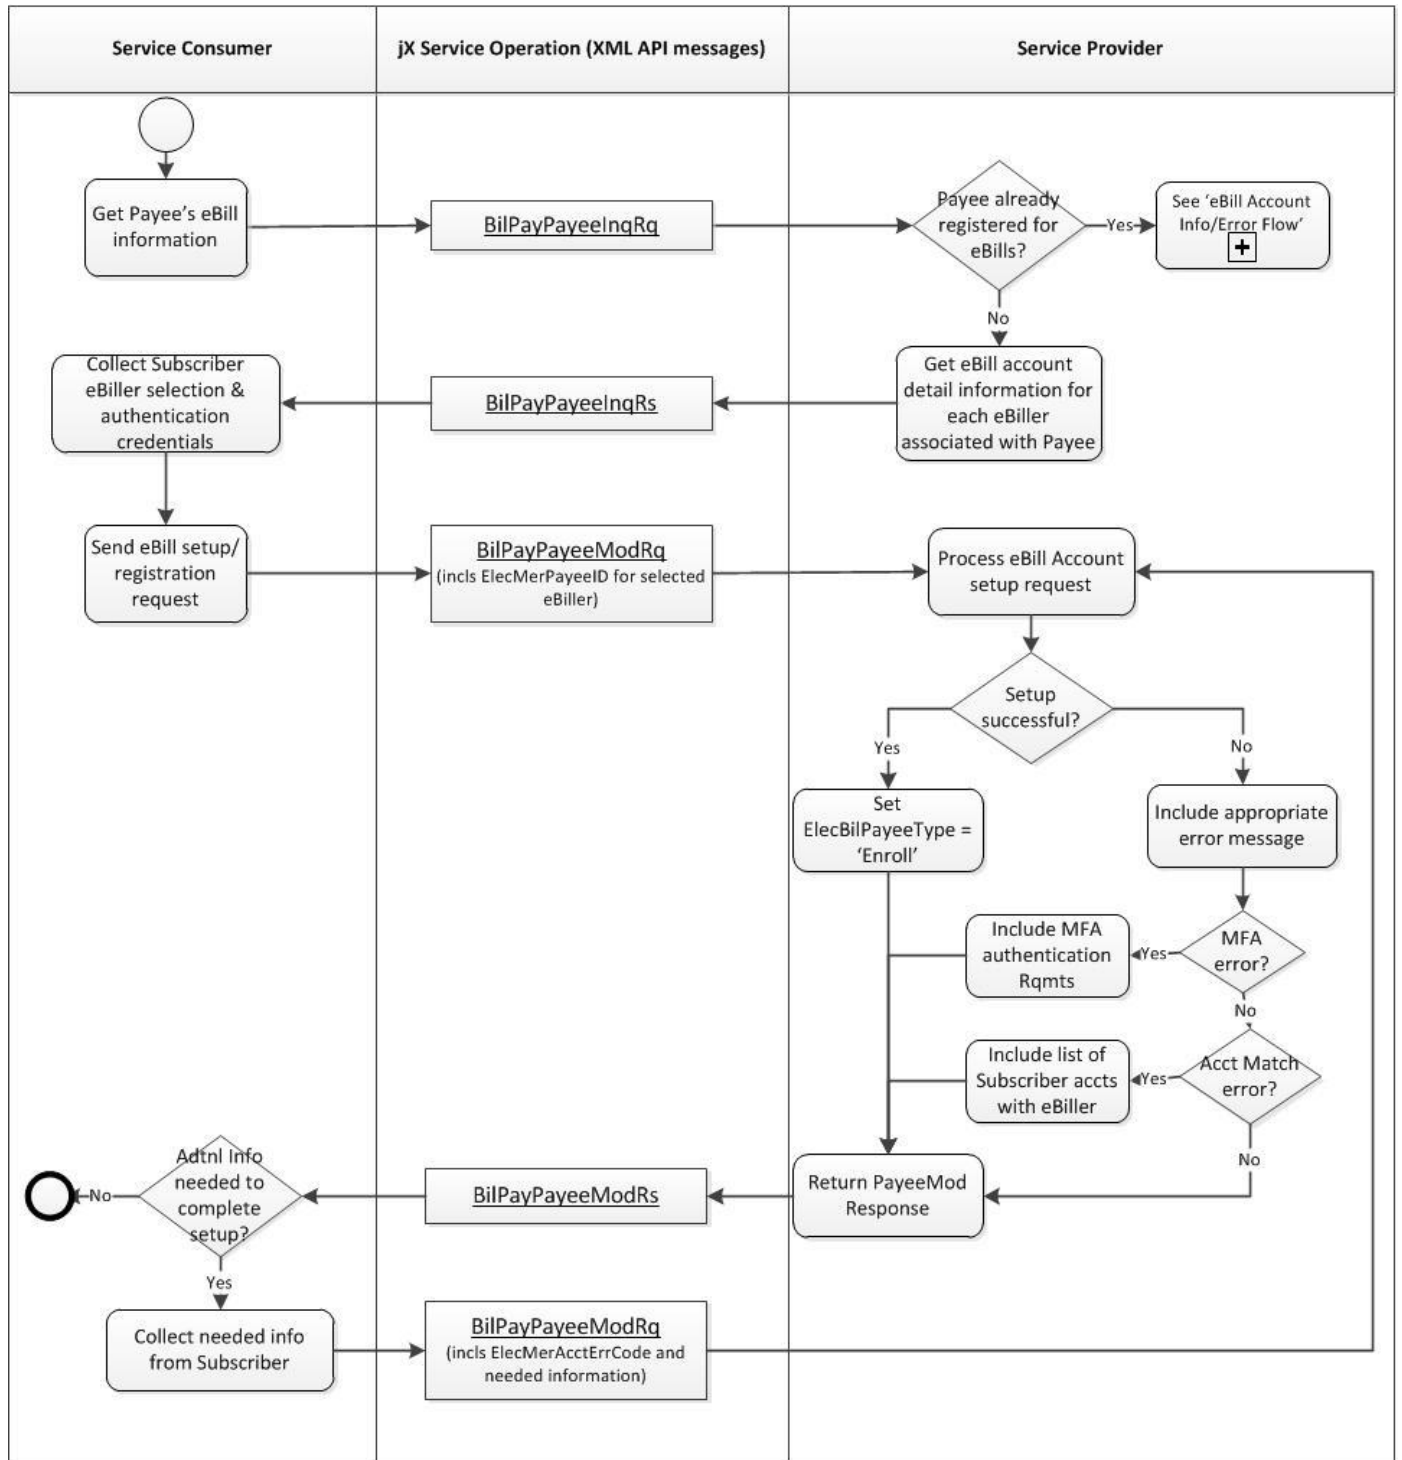 Service Consumer
jX Service Operation (XML API messages)
Service Provider
Get Payee's eBill
information
BilPayPayeeInqRq
Payee already
registered for
eBills?
Yes
See ‘eBill Account
Info/Error Flow’
+
No
Collect Subscriber
eBiller selection &
authentication
credentials
BilPayPayeeInqRs
Get eBill account
detail information for
each eBiller
associated with Payee
Send eBill setup/
registration
request
BilPayPayeeModRq
(incls ElecMerPayeeID for selected
eBiller)
Process eBill Account
setup request
Setup
successful?
Yes
No
Set
ElecBilPayeeType =
‘Enroll’
Include appropriate
error message
Include MFA
authentication
Rqmts
Yes
MFA
error?
No
Include list of
Subscriber accts
with eBiller
Yes
Acct Match
error?
No
Adtnl Info
needed to
complete
setup?
No
BilPayPayeeModRs
Return PayeeMod
Response
Yes
Collect needed info
from Subscriber
BilPayPayeeModRq
(incls ElecMerAcctErrCode and
needed information)